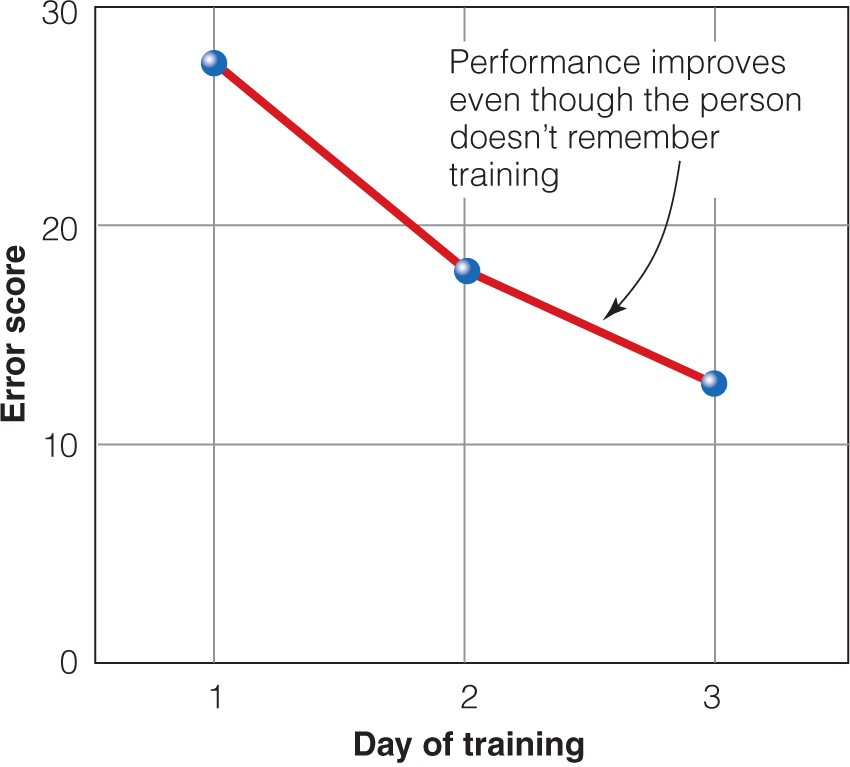 30
Performance improves
even though the person
doesn't remember
training
20
10
0
Error score
1 2 3
Day of training